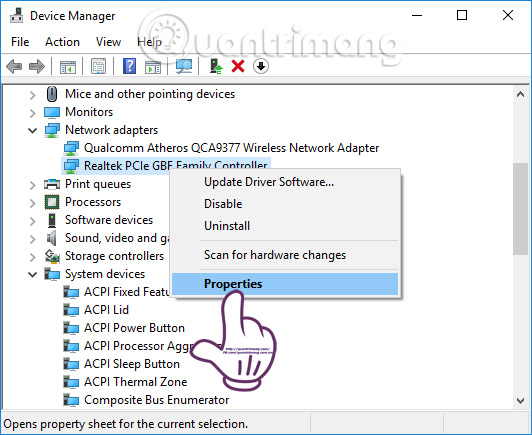 Device Manager
File Action View Help
Quantrimang
Mice and other pointing devices
Monitors
Network adapters
Qualcomm Atheros QCA9377 Wireless Network Adapter
Realtek PCIe GBE Family Controller
Print queues
Processors
Software devices
Sound, video and ga
Storage controllers
System devices
ACPI Fixed Featu
ACPI Lid
ACPI Power Button
ACPI Processor Aggr
ACPI Sleep Button
ACPI Thermal Zone
Composite Bus Enumerator
Update Driver Software...
Disable
Uninstall
Scan for hardware changes
Properties
http://quantrimang.com/
Opens property sheet for the current selection.